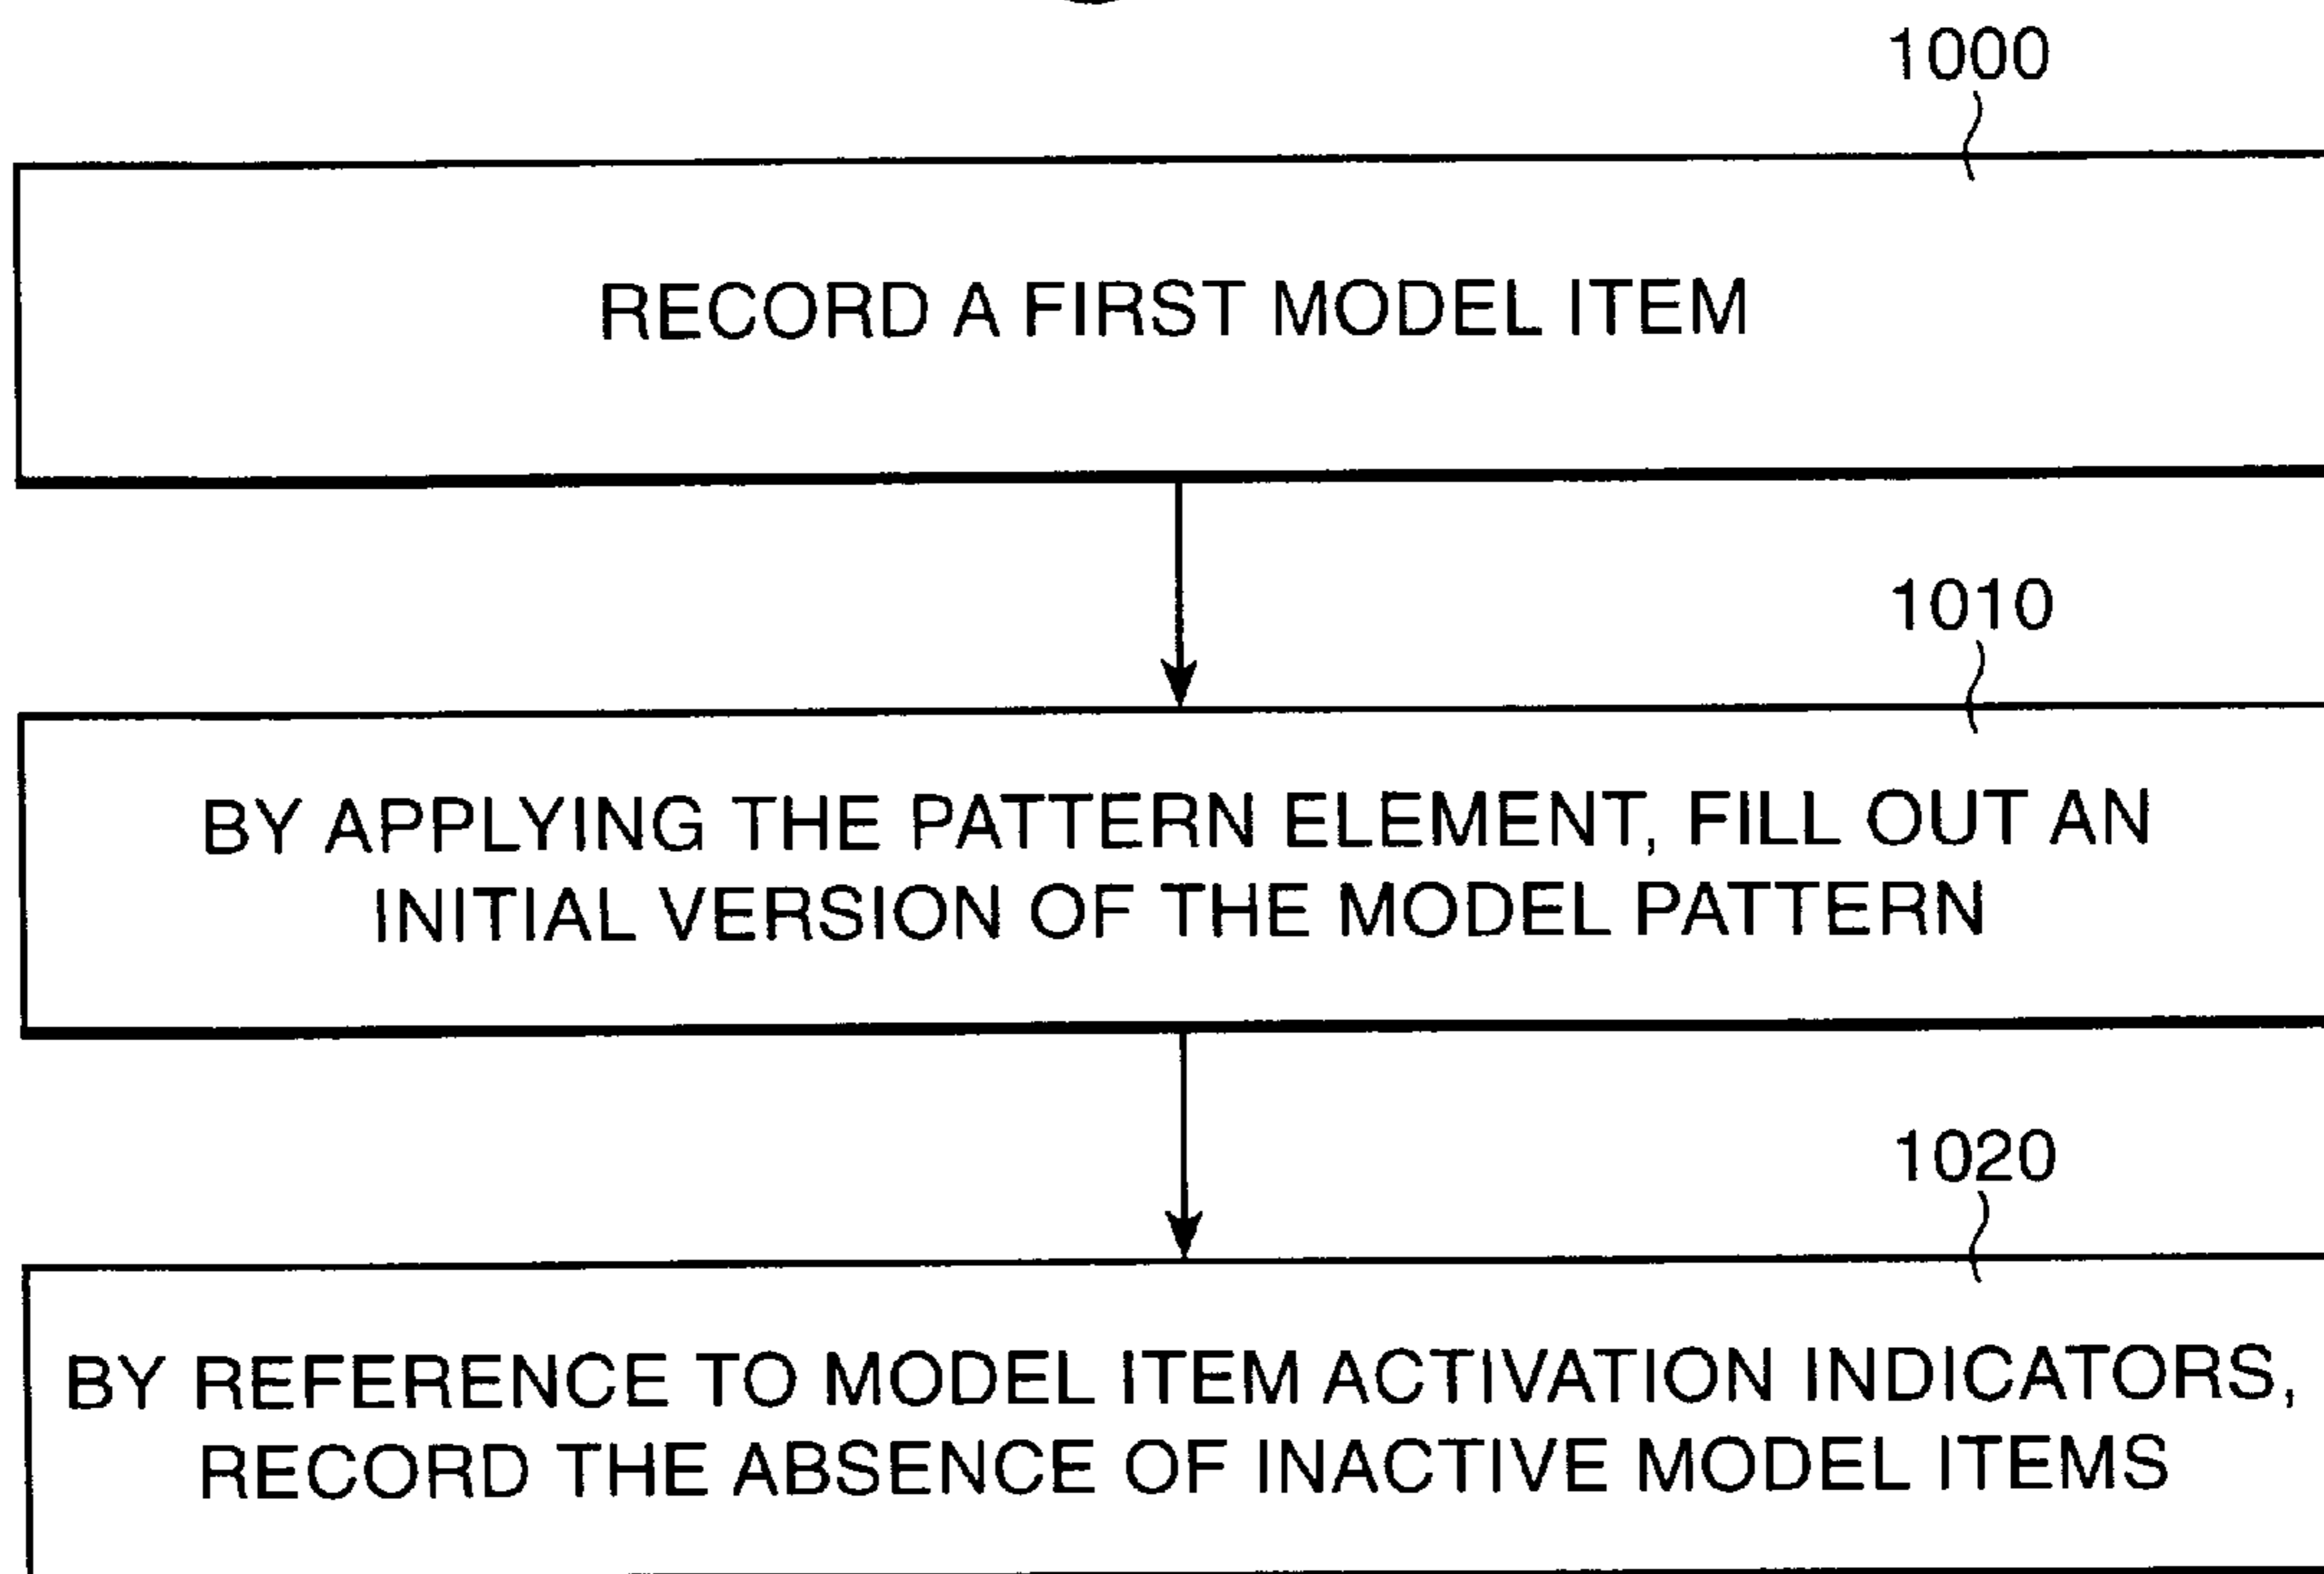 1000
RECORD A FIRST MODEL ITEM
1010
BY APPLYING THE PATTERN ELEMENT, FILL OUT AN
INITIAL VERSION OF THE MODEL PATTERN
1020
BY REFERENCE TO MODEL ITEM ACTIVATION INDICATORS,
RECORD THE ABSENCE OF INACTIVE MODEL ITEMS